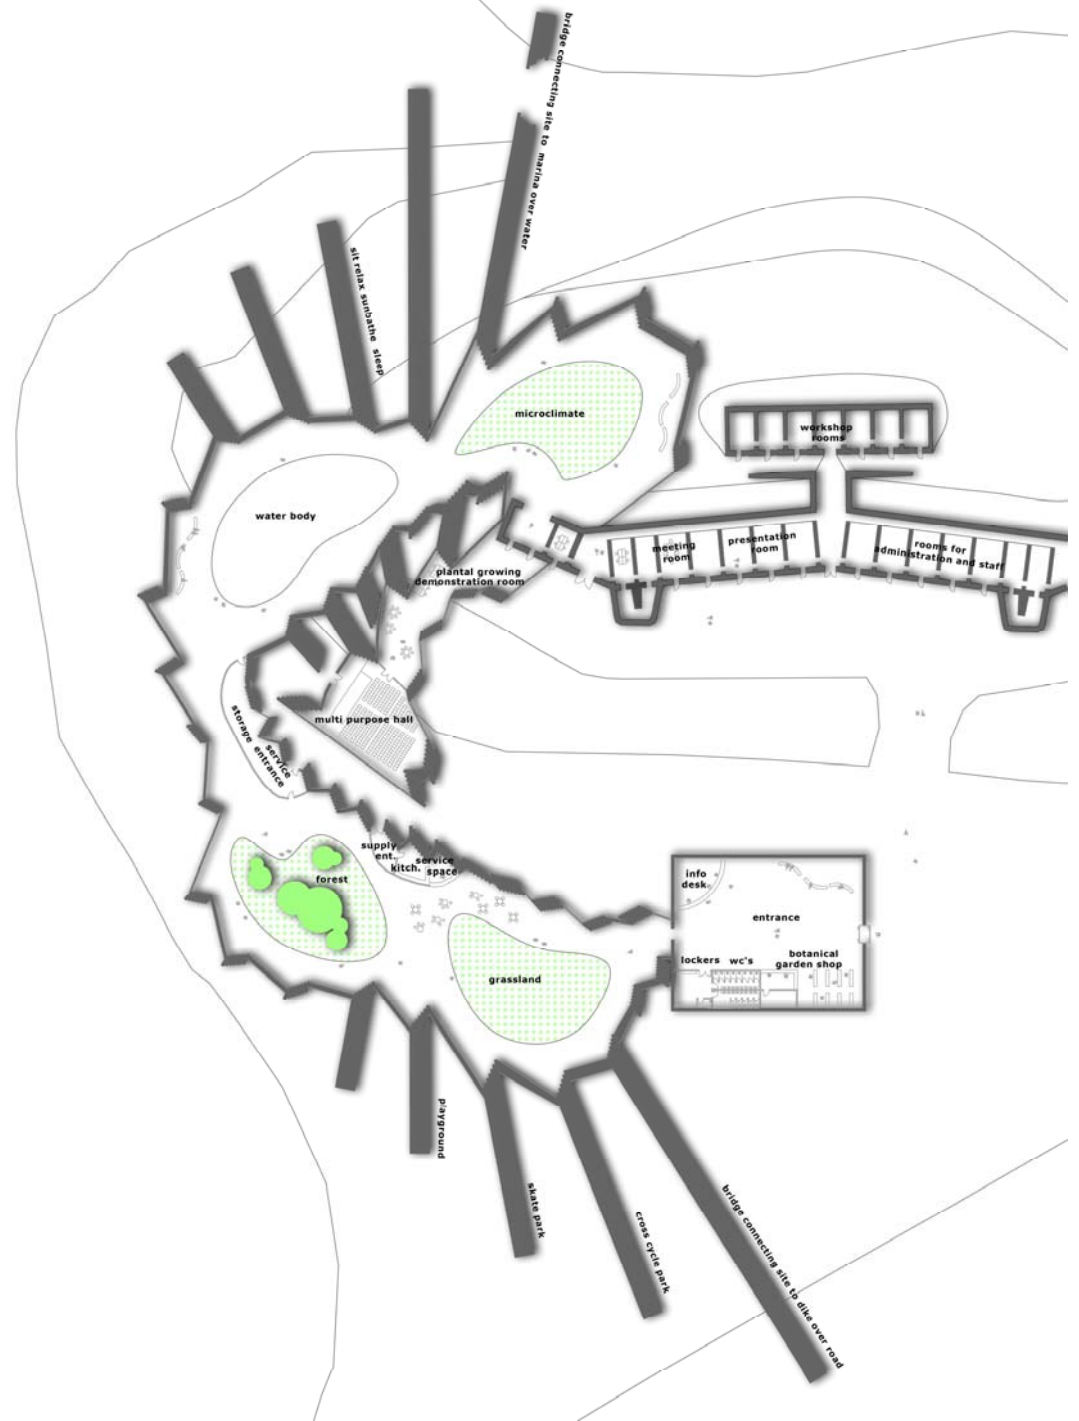 bridge connecting site to marina over water
sit relax sunbathe sleep
microclimate
workshop
rooms
water body
meeting
room
presentation
room
rooms for
administration and staff
plantal growing
demonstration room
multi purpose hall
storage
service
entrance
supply
ent.
kitch.
service
space
forest
info
desk
entrance
lockers
wc's
botanical
garden shop
grassland
playground
skate park
cross cycle park
bridge connecting site to dike over road